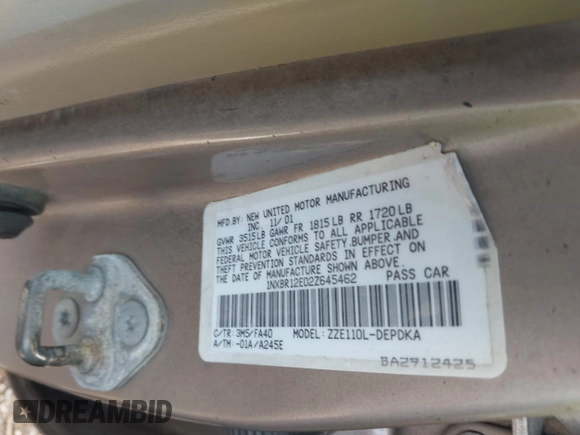 MFD.BY: NEW UNITED MOTOR MANUFACTURING
INC. 11/01
GVWR 3515LB GAWR FR 1815LB RR 1720LB
THIS VEHICLE CONFORMS TO ALL APPLICABLE
FEDERAL MOTOR VEHICLE SAFETY,BUMPER,AND
THEFT PREVENTION STANDARDS IN EFFECT ON
THE DATE OF MANUFACTURE SHOWN ABOVE.
1NXBR12E02Z645462 PASS CAR
C/TR: 3M5/FA40 MODEL: ZZE110L-DEPDKA
A/TM: -01A/A245E
BA2912425
DREAMBID